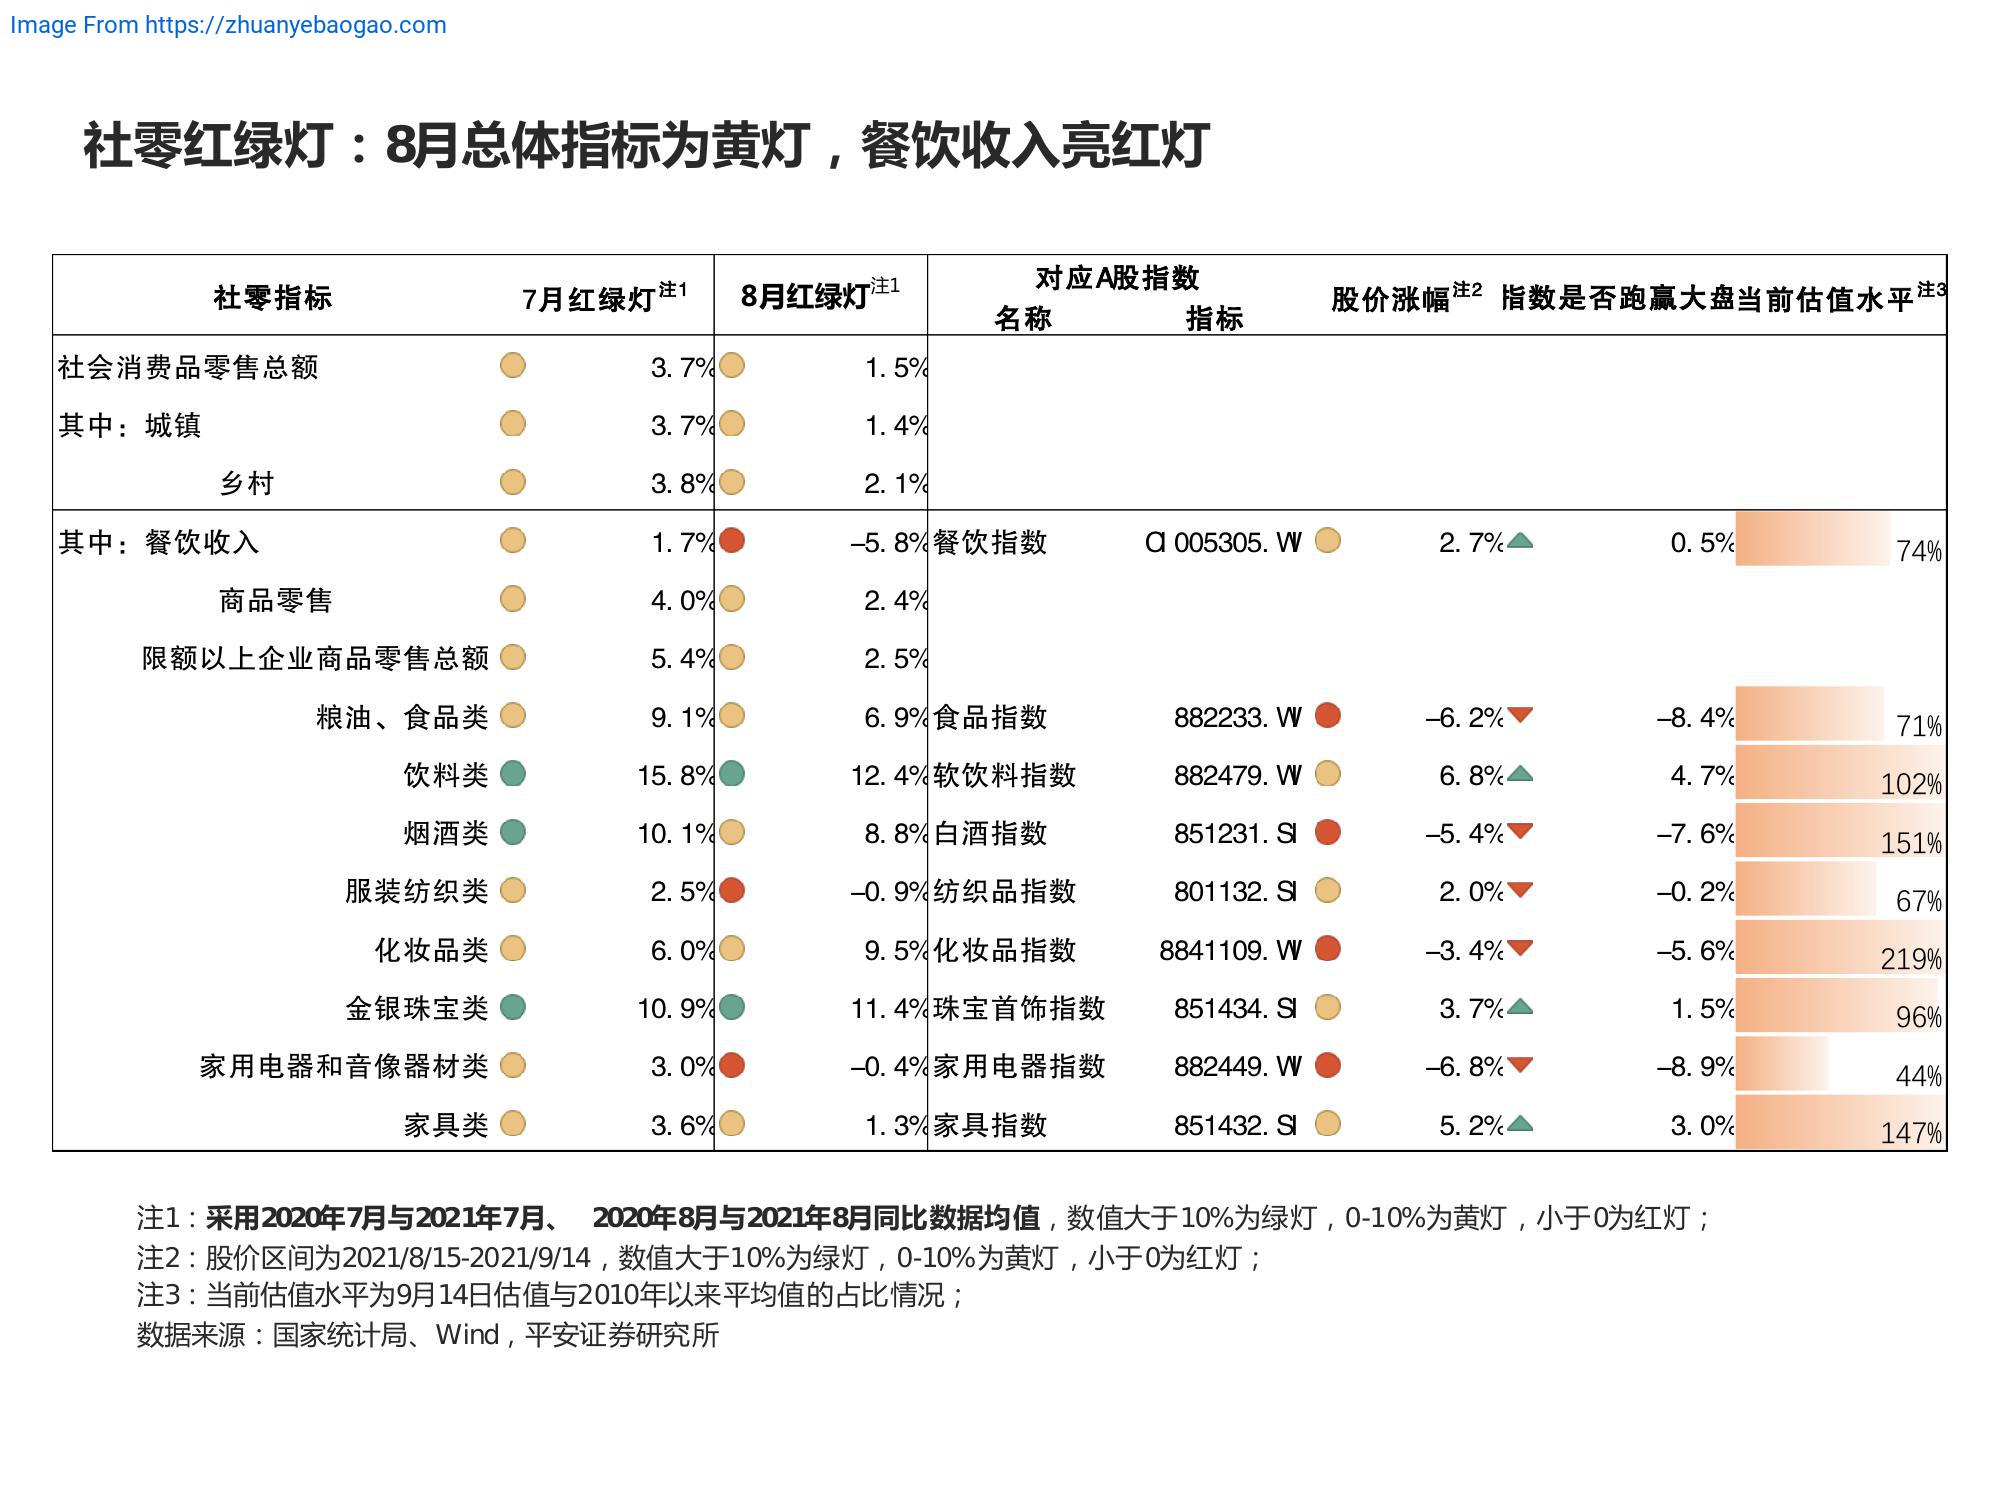 Image From https://zhuanyebaogao.com
社零红绿灯：8月总体指标为黄灯，餐饮收入亮红灯
社零指标 7月红绿灯注1 8月红绿灯注1 对应A股指数 股价涨幅注2 指数是否跑赢大盘 当前估值水平注3
名称 指标
社会消费品零售总额 3.7% 1.5%
其中：城镇 3.7% 1.4%
乡村 3.8% 2.1%
其中：餐饮收入 1.7% -5.8% 餐饮指数 CI005305.WI 2.7% 0.5% 74%
商品零售 4.0% 2.4%
限额以上企业商品零售总额 5.4% 2.5%
粮油、食品类 9.1% 6.9% 食品指数 882233.WI -6.2% -8.4% 71%
饮料类 15.8% 12.4% 软饮料指数 882479.WI 6.8% 4.7% 102%
烟酒类 10.1% 8.8% 白酒指数 851231.SI -5.4% -7.6% 151%
服装纺织类 2.5% -0.9% 纺织品指数 801132.SI 2.0% -0.2% 67%
化妆品类 6.0% 9.5% 化妆品指数 8841109.WI -3.4% -5.6% 219%
金银珠宝类 10.9% 11.4% 珠宝首饰指数 851434.SI 3.7% 1.5% 96%
家用电器和音像器材类 3.0% -0.4% 家用电器指数 882449.WI -6.8% -8.9% 44%
家具类 3.6% 1.3% 家具指数 851432.SI 5.2% 3.0% 147%
注1：采用2020年7月与2021年7月、 2020年8月与2021年8月同比数据均值，数值大于10%为绿灯，0-10%为黄灯，小于0为红灯；
注2：股价区间为2021/8/15-2021/9/14，数值大于10%为绿灯，0-10%为黄灯，小于0为红灯；
注3：当前估值水平为9月14日估值与2010年以来平均值的占比情况；
数据来源：国家统计局、Wind，平安证券研究所